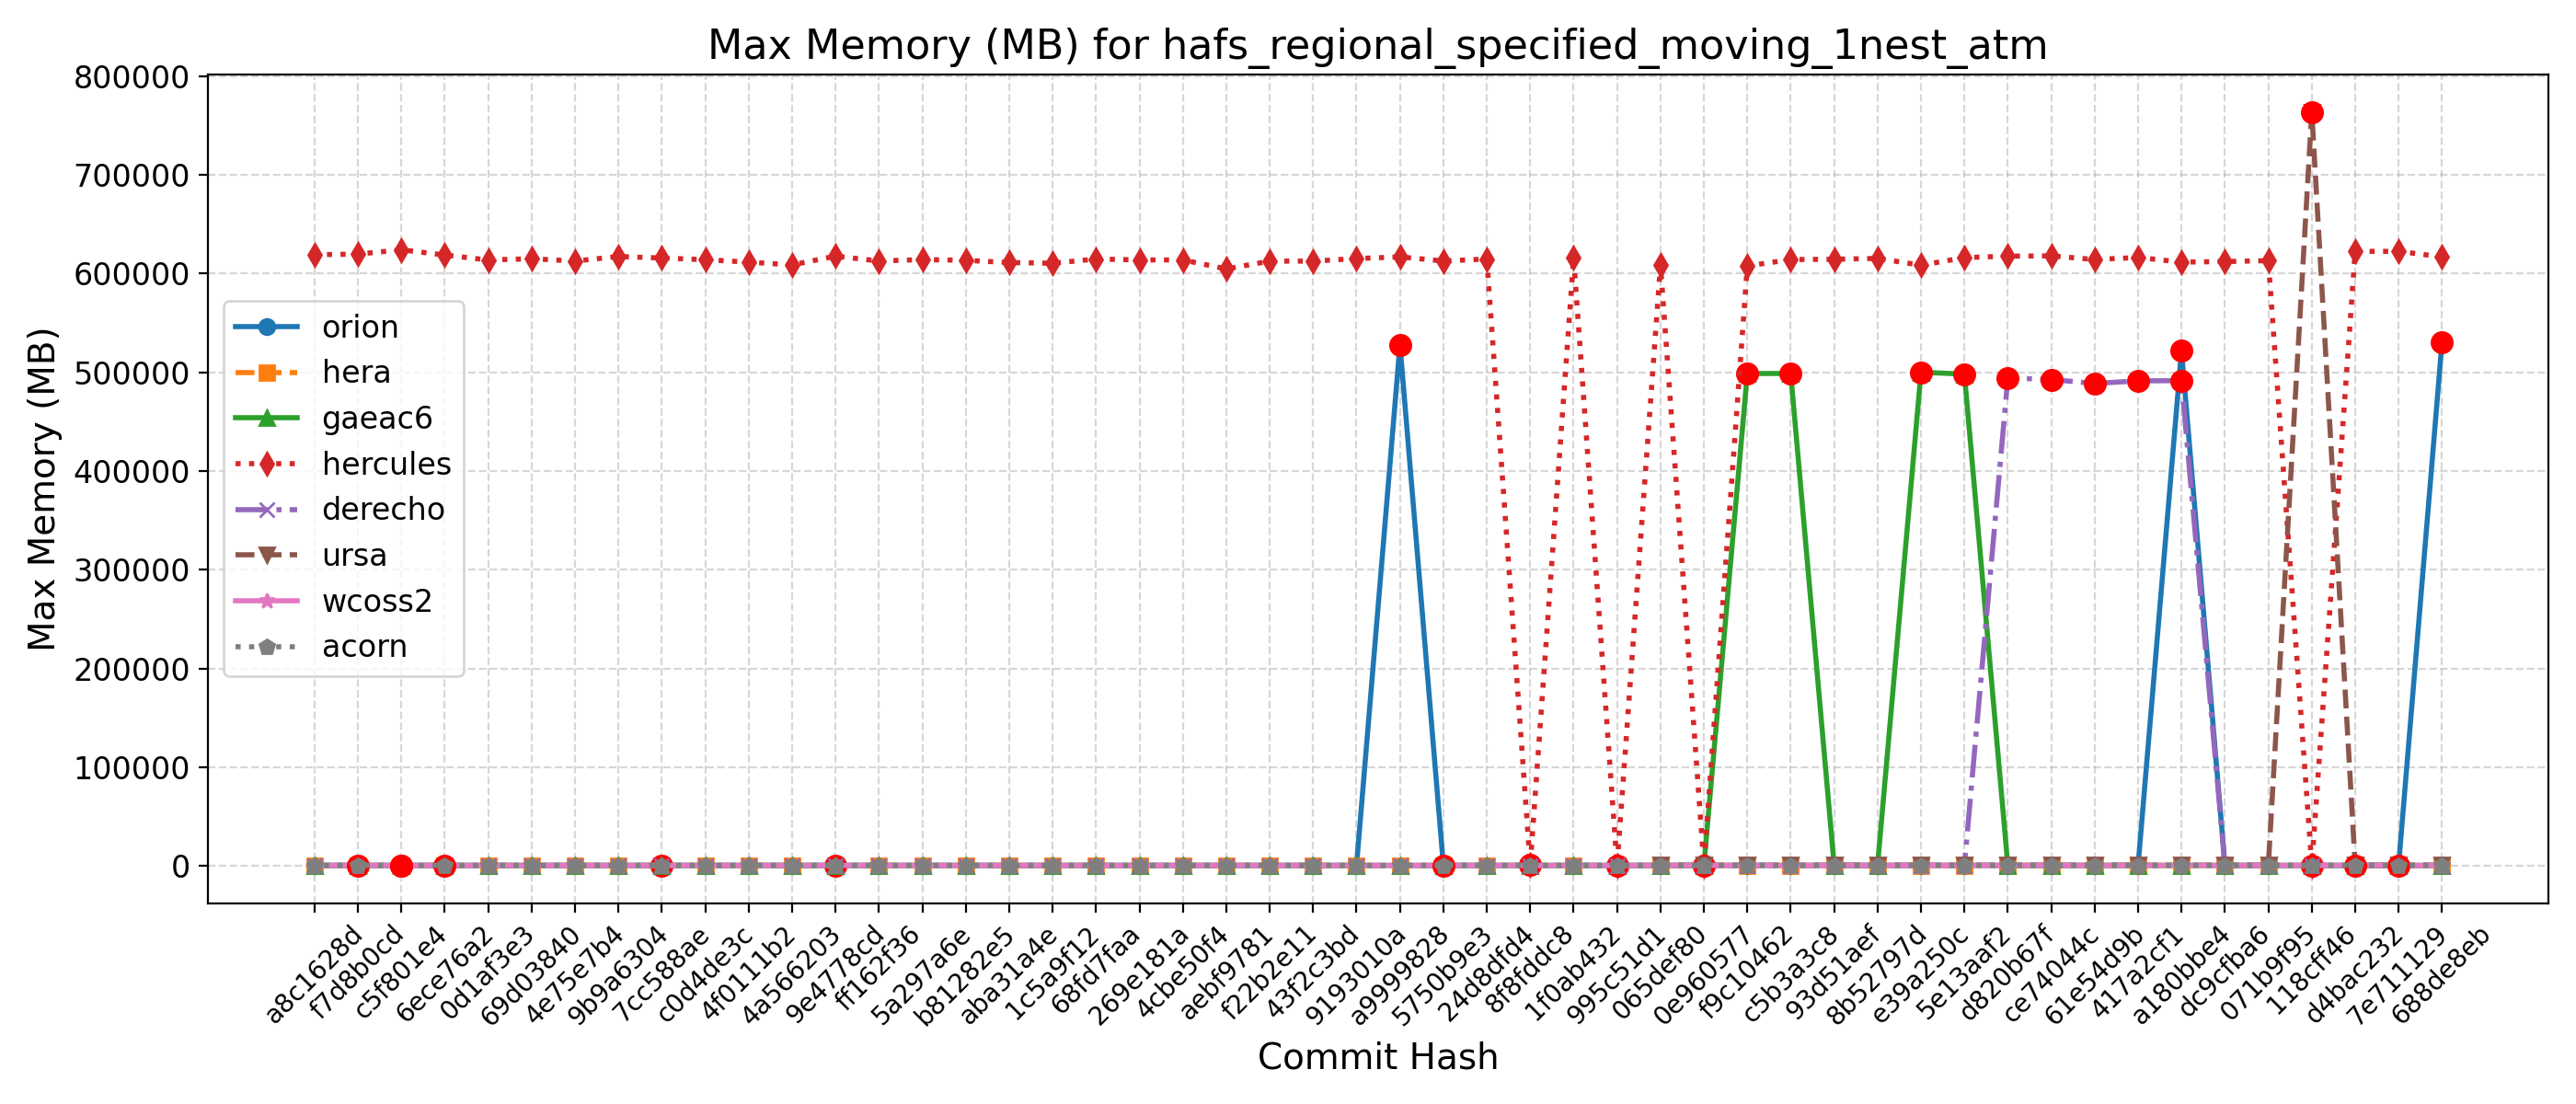 Max Memory (MB) for hafs_regional_specified_moving_1nest_atm
Max Memory (MB)
800000
700000
600000
500000
400000
300000
200000
100000
0
orion
hera
gaeac6
hercules
derecho
ursa
wcoss2
acorn
a8c1628d
f7d8b0cd
c5f801e4
6ece76a2
0d1af3e3
69d03840
4e75e7b4
9b9a6304
7cc588ae
c0d4de3c
4f0111b2
4a566203
9e4778cd
ff162f36
5a297a6e
b81282e5
aba31a4e
1c5a9f12
68fd7faa
269e181a
4cbe50f4
aebf9781
f22b2e11
43f2c3bd
9193010a
a9999828
5750b9e3
24d8dfd4
8f8fddc8
1f0ab432
995c51d1
065def80
0e960577
f9c10462
c5b3a3c8
93d51aef
8b52797d
e39a250c
5e13aaf2
d820b67f
ce74044c
61e54d9b
417a2cf1
a180bbe4
dc9cfba6
071b9f95
118cff46
d4bac232
7e711129
688de8eb
Commit Hash